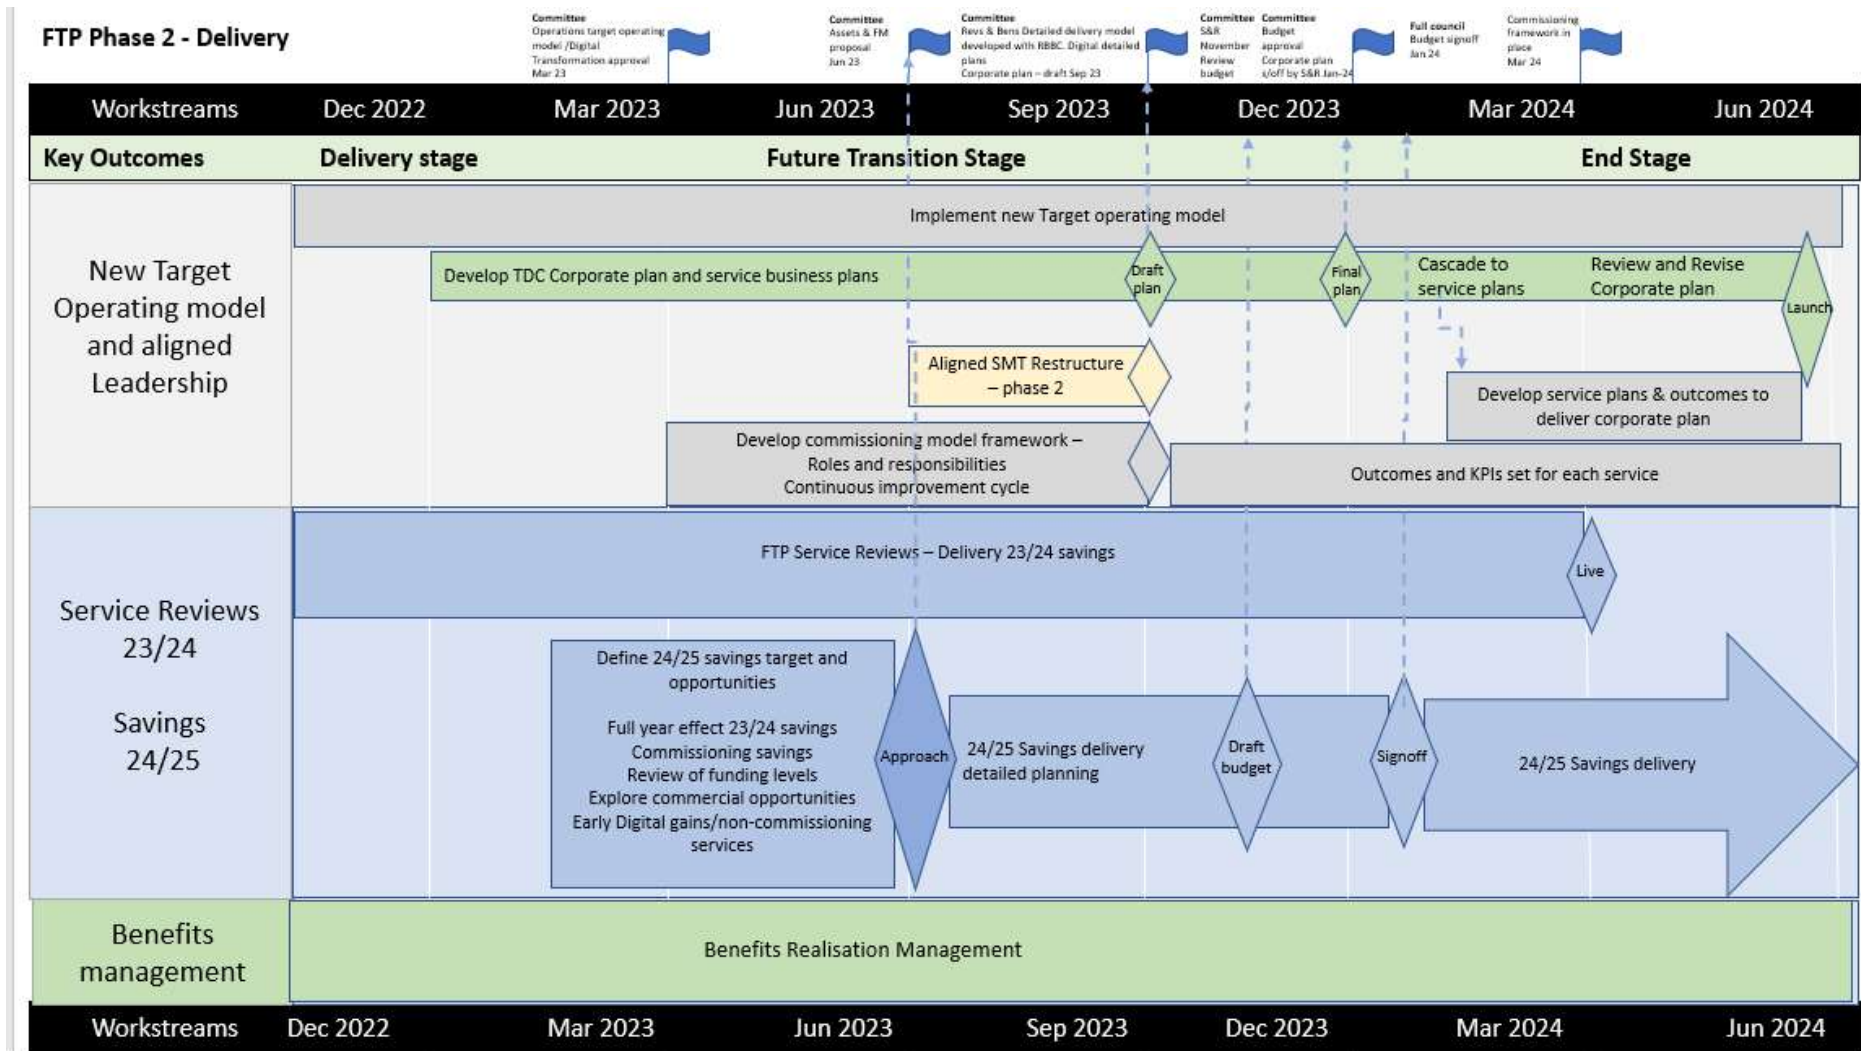 FTP Phase 2 - Delivery
Committee
Operations target operating
model /Digital
Transformation approval
Mar 23
Committee
Assets & FM
proposal
Jun 23
Committee
Revs & Bens Detailed delivery model
developed with RBBC. Digital detailed
plans
Corporate plan – draft Sep 23
Committee
S&R
November
Review
budget
Committee
Budget
approval
Corporate plan
s/off by S&R Jan-24
Full council
Budget signoff
Jan 24
Commissioning
framework in
place
Mar 24
Workstreams Dec 2022 Mar 2023 Jun 2023 Sep 2023 Dec 2023 Mar 2024 Jun 2024
Key Outcomes Delivery stage Future Transition Stage End Stage
New Target
Operating model
and aligned
Leadership
Implement new Target operating model
Develop TDC Corporate plan and service business plans
Draft
plan
Final
plan
Cascade to
service plans
Review and Revise
Corporate plan
Launch
Aligned SMT Restructure
– phase 2
Develop service plans & outcomes to
deliver corporate plan
Develop commissioning model framework –
Roles and responsibilities
Continuous improvement cycle
Outcomes and KPIs set for each service
Service Reviews
23/24
Savings
24/25
FTP Service Reviews – Delivery 23/24 savings
Live
Define 24/25 savings target and
opportunities
Full year effect 23/24 savings
Commissioning savings
Review of funding levels
Explore commercial opportunities
Early Digital gains/non-commissioning
services
Approach
24/25 Savings delivery
detailed planning
Draft
budget
Signoff
24/25 Savings delivery
Benefits
management
Benefits Realisation Management
Workstreams Dec 2022 Mar 2023 Jun 2023 Sep 2023 Dec 2023 Mar 2024 Jun 2024